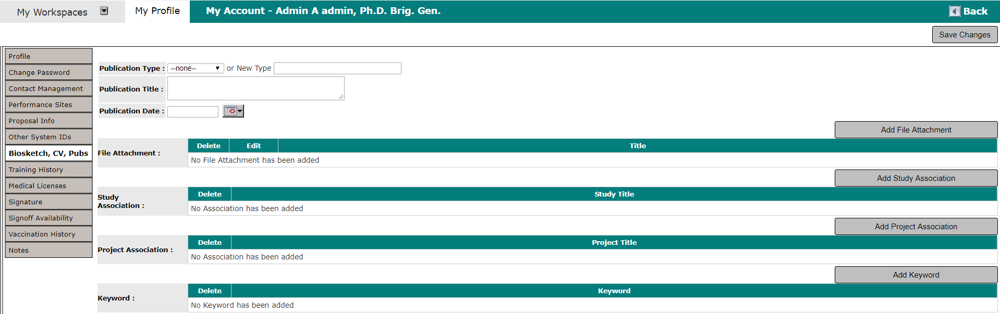 My Workspaces
My Profile
My Account - Admin A admin, Ph.D. Brig. Gen.
Back
Save Changes
Profile
Change Password
Contact Management
Performance Sites
Proposal Info
Other System IDs
Biosketch, CV, Pubs
Training History
Medical Licenses
Signature
Signoff Availability
Vaccination History
Notes
Publication Type : --none-- or New Type
Publication Title :
Publication Date :
Add File Attachment
File Attachment :
Delete Edit Title
No File Attachment has been added
Add Study Association
Study
Association :
Delete Study Title
No Association has been added
Add Project Association
Project Association :
Delete Project Title
No Association has been added
Add Keyword
Keyword :
Delete Keyword
No Keyword has been added